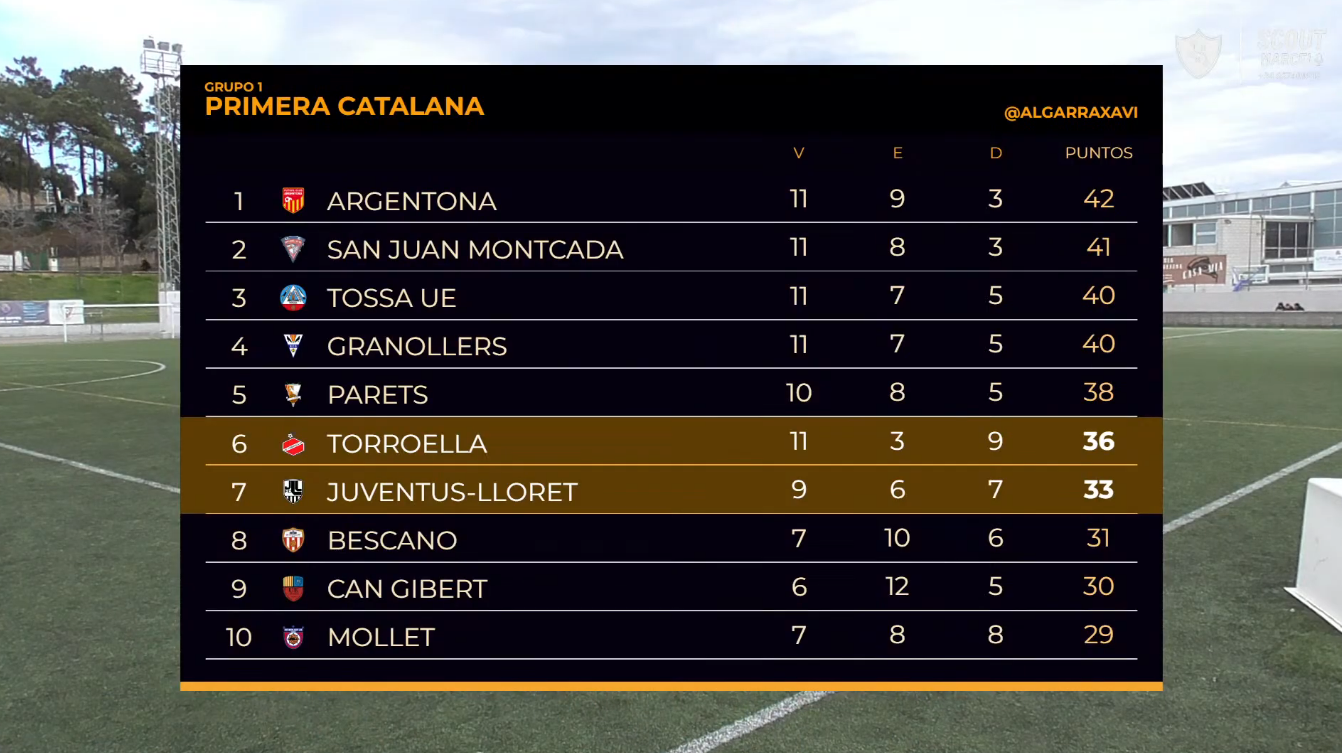 SCOUT
MARCELO
GRUPO 1
PRIMERA CATALANA
@ALGARRAXAVI
V E D PUNTOS
1 ARGENTONA 11 9 3 42
2 SAN JUAN MONTCADA 11 8 3 41
3 TOSSA UE 11 7 5 40
4 GRANOLLERS 11 7 5 40
5 PARETS 10 8 5 38
6 TORROELLA 11 3 9 36
7 JUVENTUS-LLORET 9 6 7 33
8 BESCANO 7 10 6 31
9 CAN GIBERT 6 12 5 30
10 MOLLET 7 8 8 29